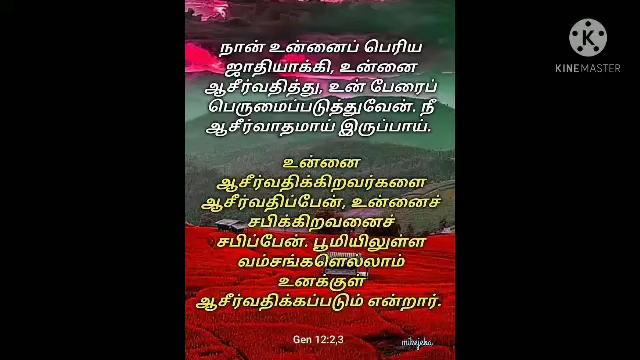 நான் உன்னைப் பெரிய
ஜாதியாக்கி, உன்னை
ஆசீர்வதித்து, உன் பேரைப்
பெருமைப்படுத்துவேன். நீ
ஆசீர்வாதமாய் இருப்பாய்.
உன்னை
ஆசீர்வதிக்கிறவர்களை
ஆசீர்வதிப்பேன், உன்னைச்
சபிக்கிறவனைச்
சபிப்பேன். பூமியிலுள்ள
வம்சங்களெல்லாம்
உனக்குள்
ஆசீர்வதிக்கப்படும் என்றார்.
Gen 12:2,3
mikejeka
K
KINEMASTER